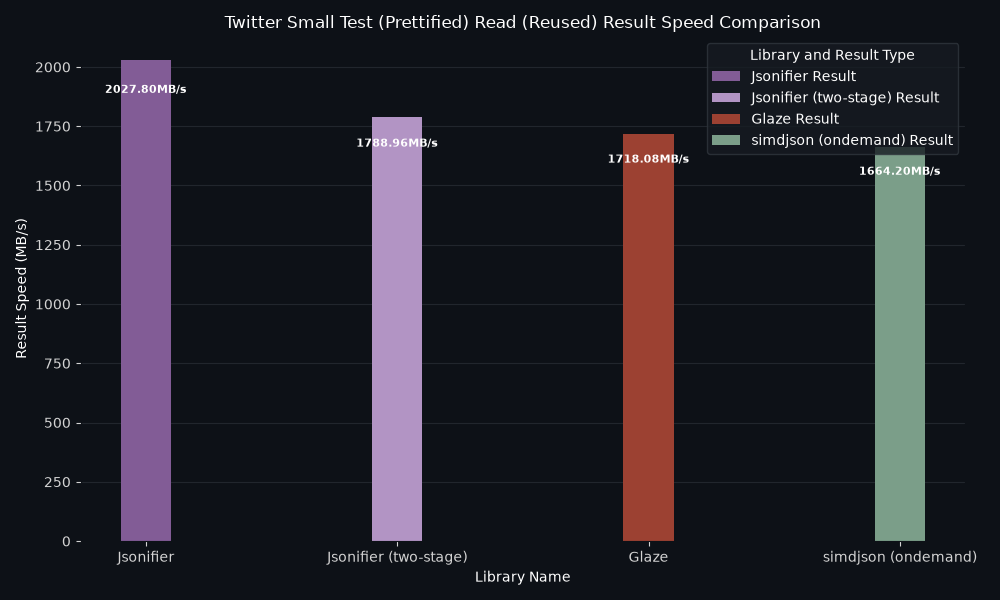 Twitter Small Test (Prettified) Read (Reused) Result Speed Comparison
Library and Result Type
Jsonifier Result
Jsonifier (two-stage) Result
Glaze Result
simdjson (ondemand) Result
2027.80MB/s
1788.96MB/s
1718.08MB/s
1664.20MB/s
Result Speed (MB/s)
2000
1750
1500
1250
1000
750
500
250
0
Jsonifier
Jsonifier (two-stage)
Glaze
simdjson (ondemand)
Library Name